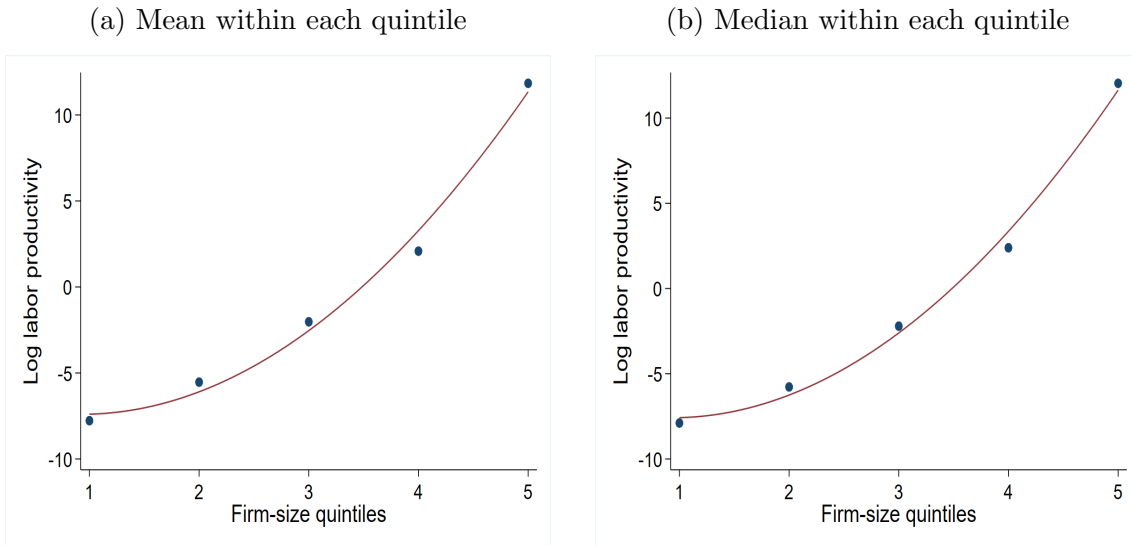 (a) Mean within each quintile
Log labor productivity
10
5
0
-5
-10
1 2 3 4 5
Firm-size quintiles
(b) Median within each quintile
Log labor productivity
10
5
0
-5
-10
1 2 3 4 5
Firm-size quintiles